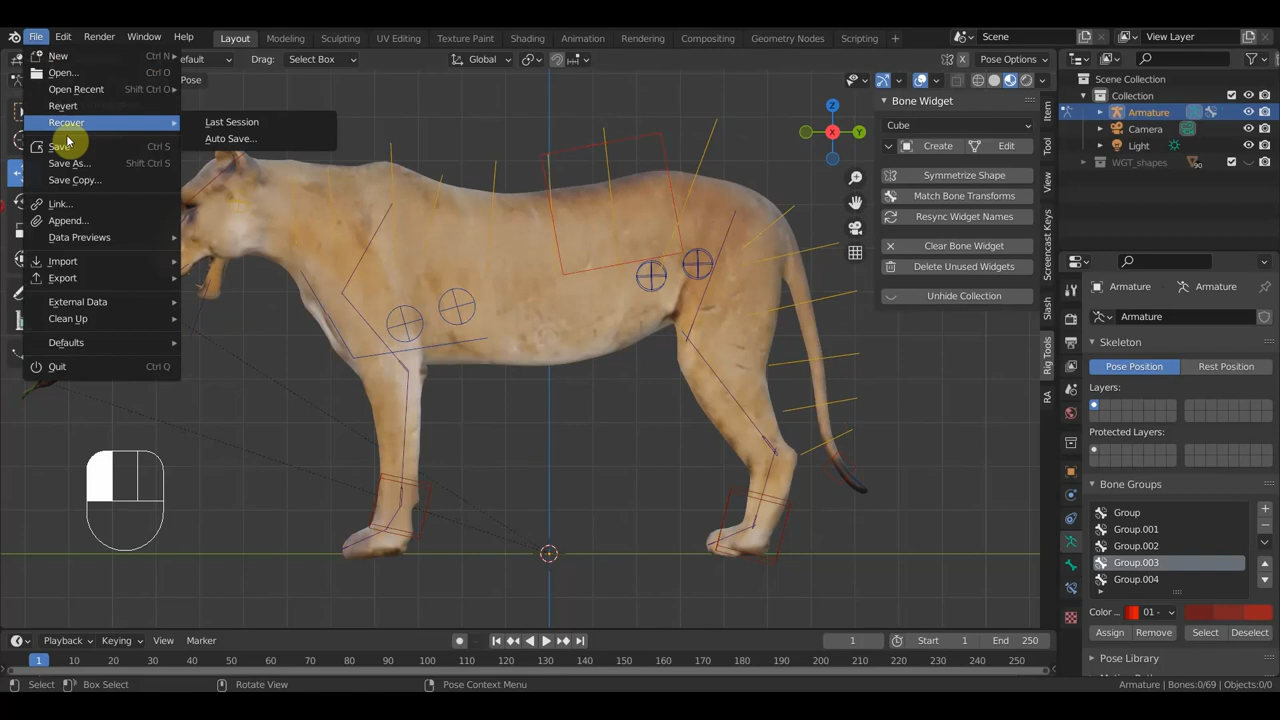 File Edit Render Window Help Layout Modeling Sculpting UV Editing Texture Paint Shading Animation Rendering Compositing Geometry Nodes Scripting + Scene View Layer
New Ctrl N
Open... Ctrl O
Open Recent Shift Ctrl O
Revert
Recover
Last Session
Auto Save...
Save Ctrl S
Save As... Shift Ctrl S
Save Copy...
Link...
Append...
Data Previews
Import
Export
External Data
Clean Up
Defaults
Quit Ctrl Q
efault Drag: Select Box Global Pose Options
Pose
X
Z
X
Y
Bone Widget
Cube
Create Edit
Symmetrize Shape
Match Bone Transforms
Resync Widget Names
Clear Bone Widget
Delete Unused Widgets
Unhide Collection
Item
Tool
View
Screencast Keys
Slash
Rig Tools
RA
Scene Collection
Collection
Armature
Camera
Light
WGT_shapes 90
Armature Armature
Armature
Skeleton
Pose Position Rest Position
Layers:
Protected Layers:
Bone Groups
Group
Group.001
Group.002
Group.003
Group.004
Color ... 01 -
Assign Remove Select Deselect
Pose Library
Playback Keying View Marker 1 Start 1 End 250
1 10 20 30 40 50 60 70 80 90 100 110 120 130 140 150 160 170 180 190 200 210 220 230 240 250
Select Box Select Rotate View Pose Context Menu Armature | Bones:0/69 | Objects:0/0